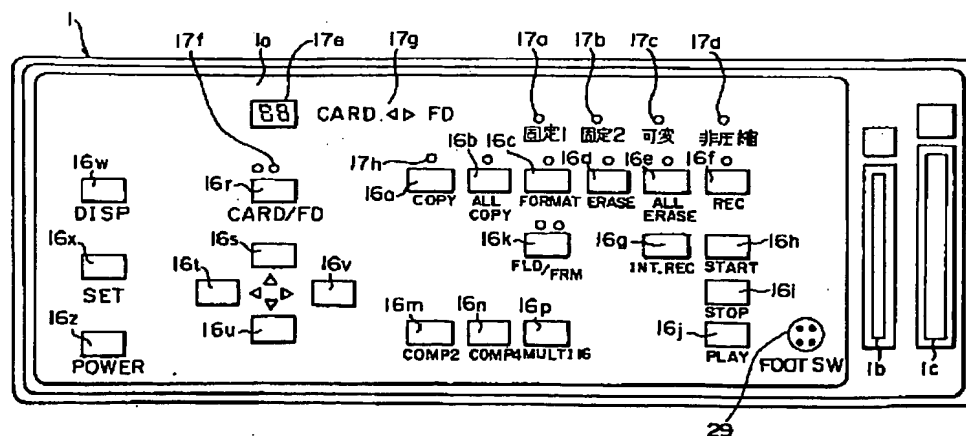 1
17f
1a
17e
17g
17a
17b
17c
17d
88
CARD. ◁▷ FD
固定1
固定2
可変
非圧縮
16w
DISP
16r
CARD/FD
17h
16a
COPY
16b
ALL COPY
16c
FORMAT
16d
ERASE
16e
ALL ERASE
16f
REC
16x
SET
16s
16t
16v
16u
16k
FLD/FRM
16g
INT.REC
16h
START
16i
STOP
16z
POWER
16m
COMP2
16n
COMP4
16p
MULTI16
16j
PLAY
FOOT SW
1b
1c
29